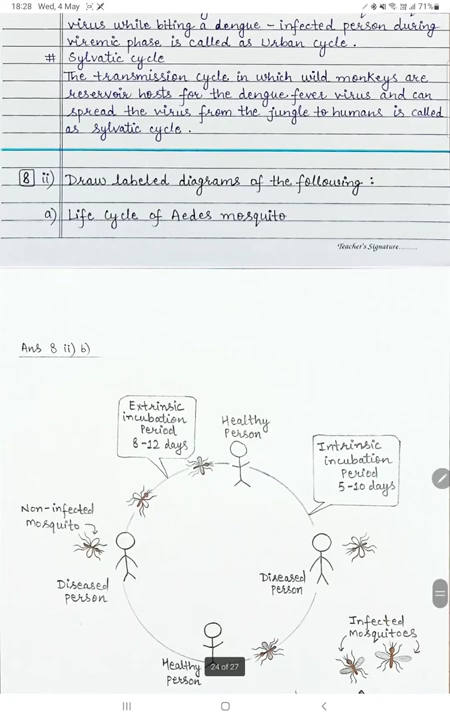 18:28 Wed, 4 May
71%
virus while biting a dengue - infected person during
viremic phase is called as Urban cycle.
# Sylvatic cycle
The transmission cycle in which wild monkeys are
reservoir hosts for the dengue fever virus and can
spread the virus from the jungle to humans is called
as sylvatic cycle.
8 ii) Draw labeled diagrams of the following :
a) Life cycle of Aedes mosquito
Teacher's Signature.........
Ans 8 ii) b)
Extrinsic
incubation
Period
8-12 days
Healthy
Person
Intrinsic
incubation
Period
5-10 days
Non-infected
mosquito
Diseased
person
Diseased
person
Infected
Mosquitoes
Healthy
person
24 of 27